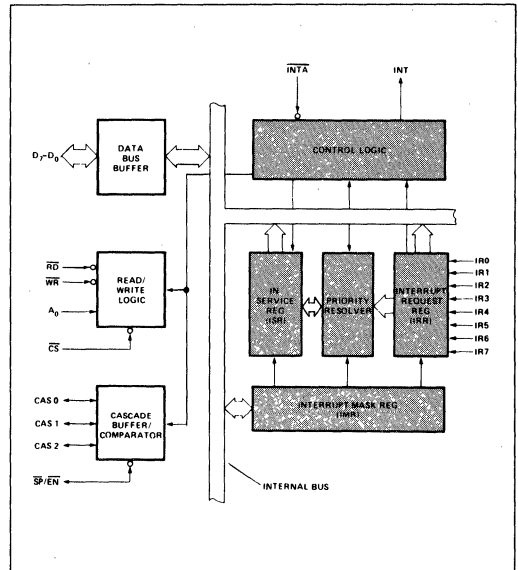 INTA
INT
D7-D0
DATA
BUS
BUFFER
CONTROL LOGIC
RD
WR
A0
CS
READ/
WRITE
LOGIC
IN
SERVICE
REG
(ISR)
PRIORITY
RESOLVER
INTERRUPT
REQUEST
REG
(IRR)
IR0
IR1
IR2
IR3
IR4
IR5
IR6
IR7
CAS 0
CAS 1
CAS 2
SP/EN
CASCADE
BUFFER/
COMPARATOR
INTERRUPT MASK REG
(IMR)
INTERNAL BUS